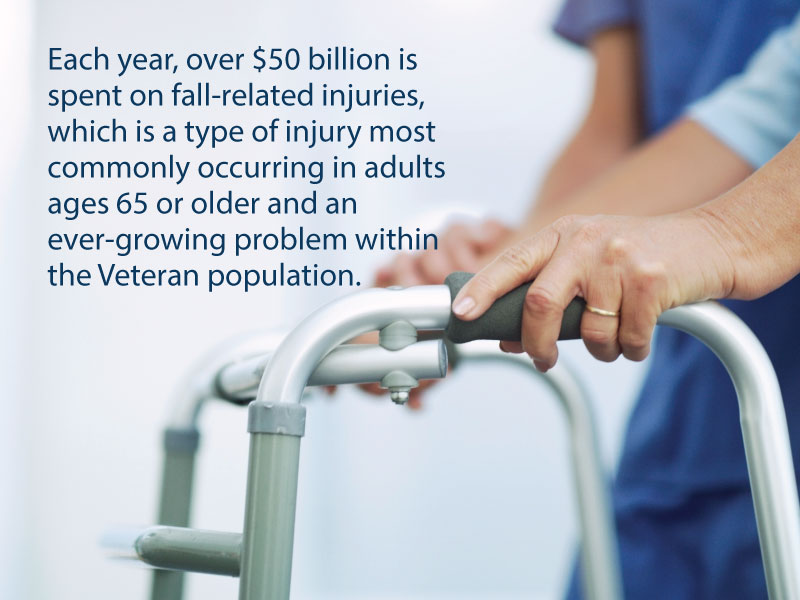 Each year, over $50 billion is
spent on fall-related injuries,
which is a type of injury most
commonly occurring in adults
ages 65 or older and an
ever-growing problem within
the Veteran population.